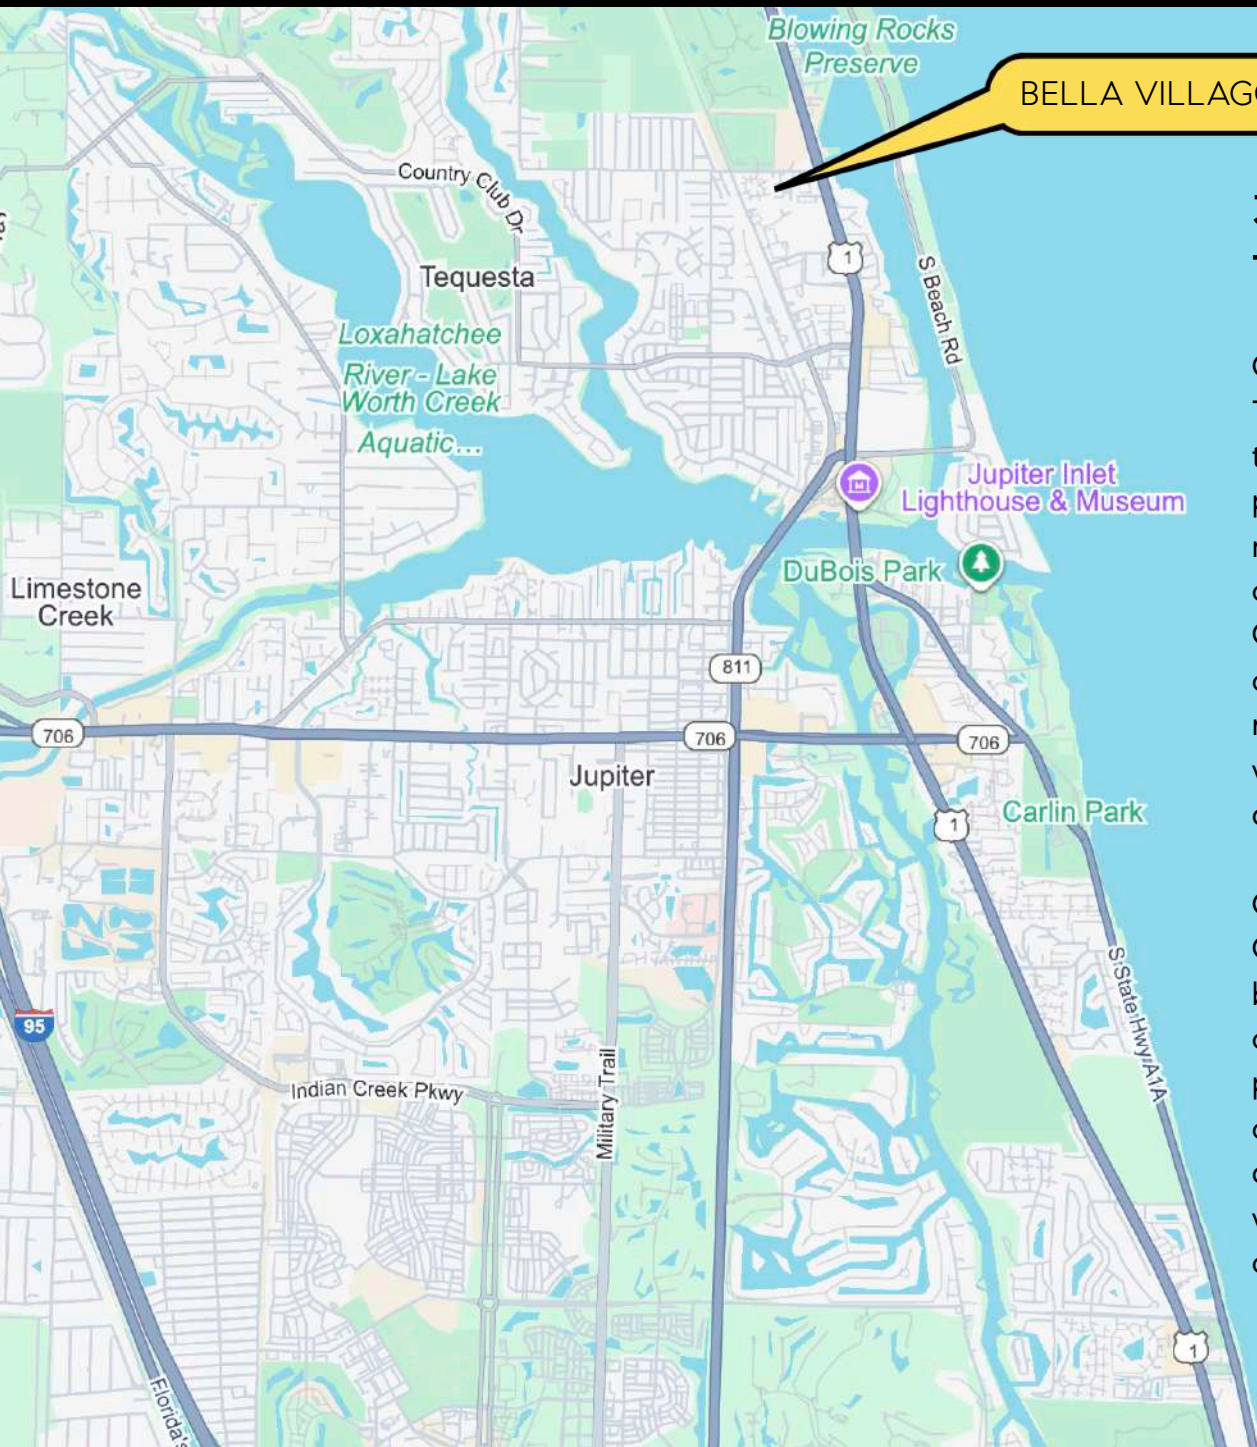 Blowing Rocks
Preserve
BELLA VILLAG
Country Club Dr
Tequesta
1
S Beach Rd
Loxahatchee
River - Lake
Worth Creek
Aquatic...
Jupiter Inlet
Lighthouse & Museum
DuBois Park
Limestone
Creek
811
706
706
706
Jupiter
1
Carlin Park
S State Hwy A1A
95
Indian Creek Pkwy
Military Trail
1
Florida's